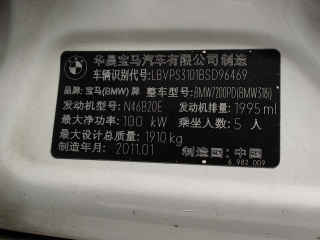 华晨宝马汽车有限公司制造
车辆识别代号: LBVPS3101BSD96469
品牌: 宝马(BMW)牌 整车型号: BMW7200PD(BMW318i)
发动机型号: N46B20E 发动机排量: 1995 ml
最大净功率: 100 kW 乘坐人数: 5 人
最大设计总质量: 1910 kg
制造年月: 2011.01 制造国: 中国
6 982 009